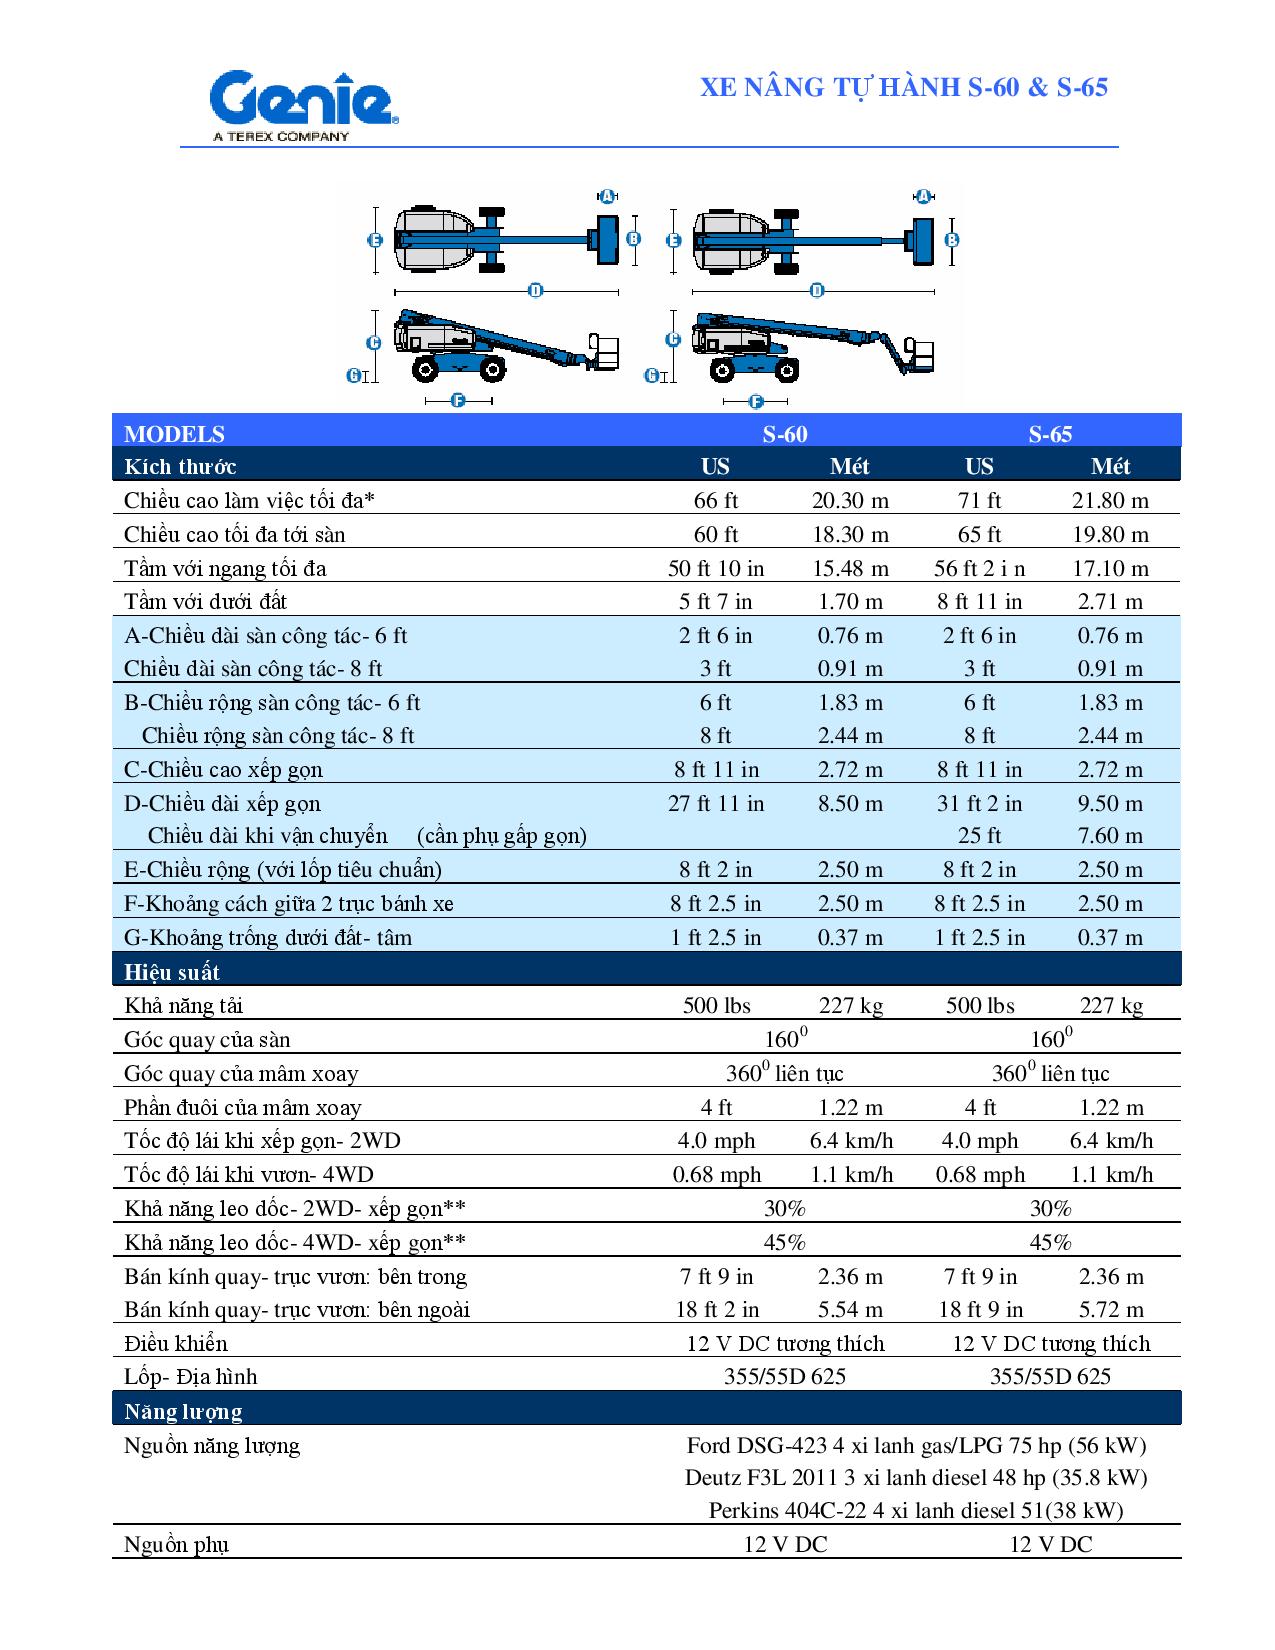 Genie®
A TEREX COMPANY
XE NÂNG TỰ HÀNH S-60 & S-65
A A
E B E B
D D
C C
G G
F F
MODELS S-60 S-65
Kích thước US Mét US Mét
Chiều cao làm việc tối đa* 66 ft 20.30 m 71 ft 21.80 m
Chiều cao tối đa tới sàn 60 ft 18.30 m 65 ft 19.80 m
Tầm với ngang tối đa 50 ft 10 in 15.48 m 56 ft 2 i n 17.10 m
Tầm với dưới đất 5 ft 7 in 1.70 m 8 ft 11 in 2.71 m
A-Chiều dài sàn công tác- 6 ft 2 ft 6 in 0.76 m 2 ft 6 in 0.76 m
Chiều dài sàn công tác- 8 ft 3 ft 0.91 m 3 ft 0.91 m
B-Chiều rộng sàn công tác- 6 ft 6 ft 1.83 m 6 ft 1.83 m
Chiều rộng sàn công tác- 8 ft 8 ft 2.44 m 8 ft 2.44 m
C-Chiều cao xếp gọn 8 ft 11 in 2.72 m 8 ft 11 in 2.72 m
D-Chiều dài xếp gọn 27 ft 11 in 8.50 m 31 ft 2 in 9.50 m
Chiều dài khi vận chuyển (cần phụ gấp gọn) 25 ft 7.60 m
E-Chiều rộng (với lốp tiêu chuẩn) 8 ft 2 in 2.50 m 8 ft 2 in 2.50 m
F-Khoảng cách giữa 2 trục bánh xe 8 ft 2.5 in 2.50 m 8 ft 2.5 in 2.50 m
G-Khoảng trống dưới đất- tâm 1 ft 2.5 in 0.37 m 1 ft 2.5 in 0.37 m
Hiệu suất
Khả năng tải 500 lbs 227 kg 500 lbs 227 kg
Góc quay của sàn 160⁰ 160⁰
Góc quay của mâm xoay 360⁰ liên tục 360⁰ liên tục
Phần đuôi của mâm xoay 4 ft 1.22 m 4 ft 1.22 m
Tốc độ lái khi xếp gọn- 2WD 4.0 mph 6.4 km/h 4.0 mph 6.4 km/h
Tốc độ lái khi vươn- 4WD 0.68 mph 1.1 km/h 0.68 mph 1.1 km/h
Khả năng leo dốc- 2WD- xếp gọn** 30% 30%
Khả năng leo dốc- 4WD- xếp gọn** 45% 45%
Bán kính quay- trục vươn: bên trong 7 ft 9 in 2.36 m 7 ft 9 in 2.36 m
Bán kính quay- trục vươn: bên ngoài 18 ft 2 in 5.54 m 18 ft 9 in 5.72 m
Điều khiển 12 V DC tương thích 12 V DC tương thích
Lốp- Địa hình 355/55D 625 355/55D 625
Năng lượng
Nguồn năng lượng Ford DSG-423 4 xi lanh gas/LPG 75 hp (56 kW)
Deutz F3L 2011 3 xi lanh diesel 48 hp (35.8 kW)
Perkins 404C-22 4 xi lanh diesel 51(38 kW)
Nguồn phụ 12 V DC 12 V DC